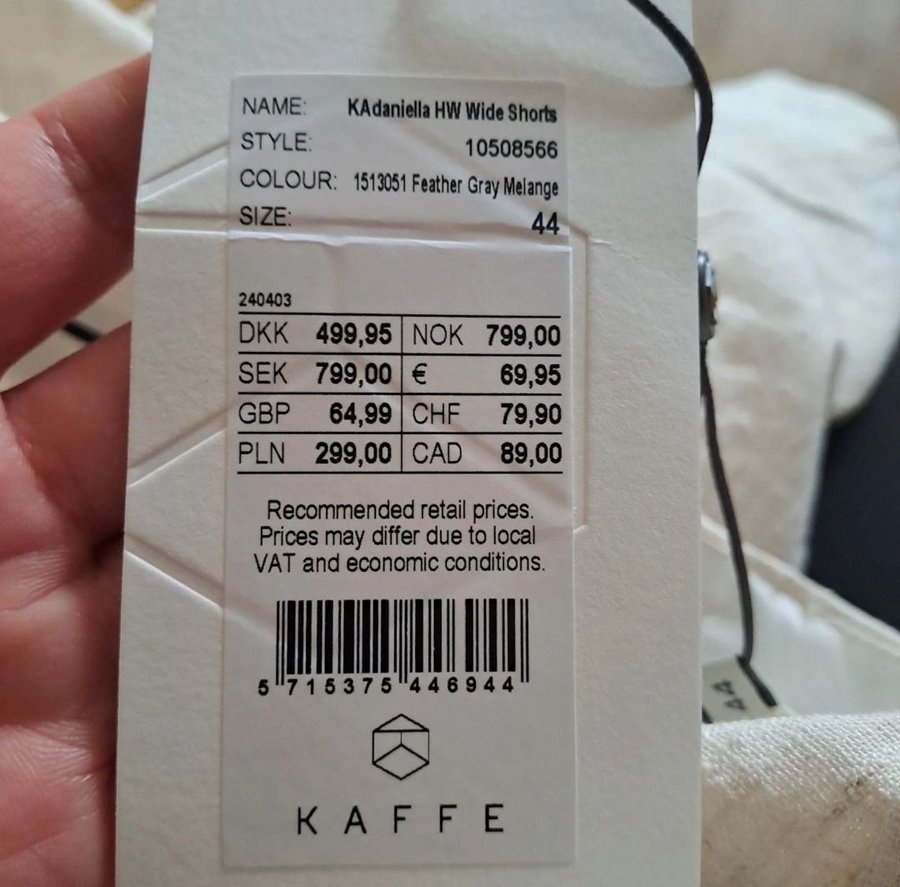 NAME: KAdaniella HW Wide Shorts
STYLE: 10508566
COLOUR: 1513051 Feather Gray Melange
SIZE: 44
240403
DKK 499,95 NOK 799,00
SEK 799,00 € 69,95
GBP 64,99 CHF 79,90
PLN 299,00 CAD 89,00
Recommended retail prices.
Prices may differ due to local
VAT and economic conditions.
5 715375 446944
KAFFE
44